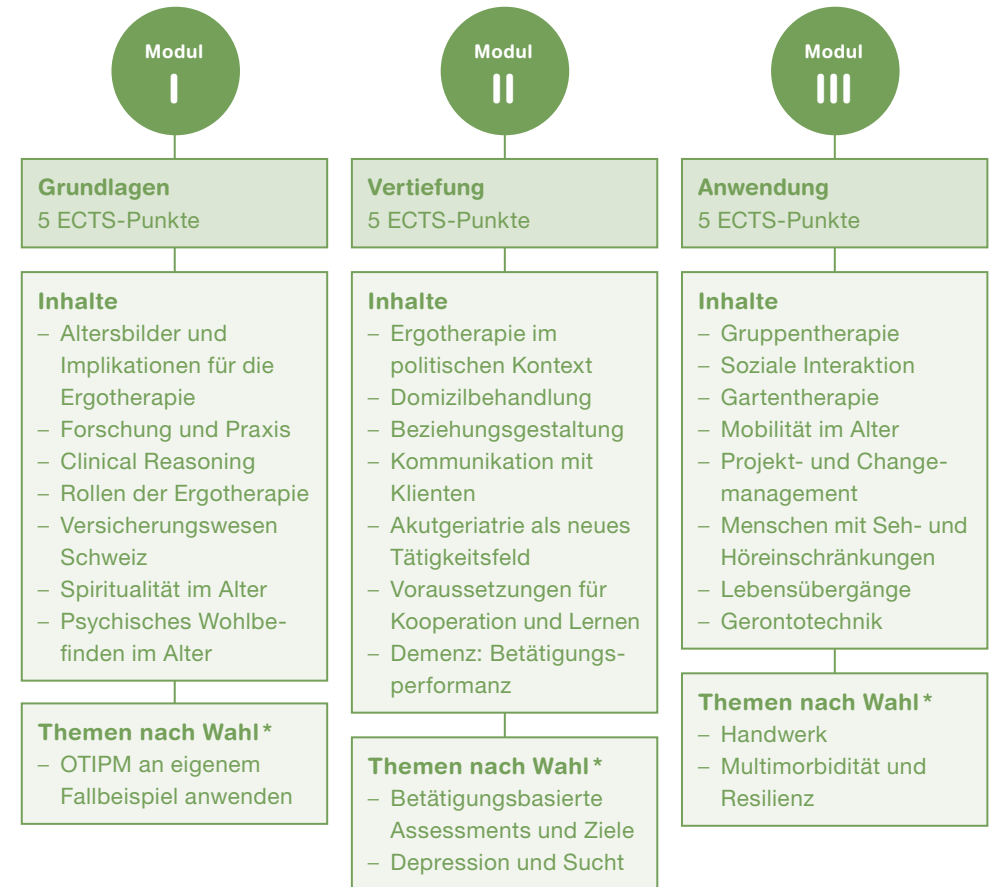 Modul
I
Grundlagen
5 ECTS-Punkte
Inhalte
– Altersbilder und
Implikationen für die
Ergotherapie
– Forschung und Praxis
– Clinical Reasoning
– Rollen der Ergotherapie
– Versicherungswesen
Schweiz
– Spiritualität im Alter
– Psychisches Wohlbe-
finden im Alter
Themen nach Wahl*
– OTIPM an eigenem
Fallbeispiel anwenden
Modul
II
Vertiefung
5 ECTS-Punkte
Inhalte
– Ergotherapie im
politischen Kontext
– Domizilbehandlung
– Beziehungsgestaltung
– Kommunikation mit
Klienten
– Akutgeriatrie als neues
Tätigkeitsfeld
– Voraussetzungen für
Kooperation und Lernen
– Demenz: Betätigungs-
performanz
Themen nach Wahl*
– Betätigungsbasierte
Assessments und Ziele
– Depression und Sucht
Modul
III
Anwendung
5 ECTS-Punkte
Inhalte
– Gruppentherapie
– Soziale Interaktion
– Gartentherapie
– Mobilität im Alter
– Projekt- und Change-
management
– Menschen mit Seh- und
Höreinschränkungen
– Lebensübergänge
– Gerontotechnik
Themen nach Wahl*
– Handwerk
– Multimorbidität und
Resilienz